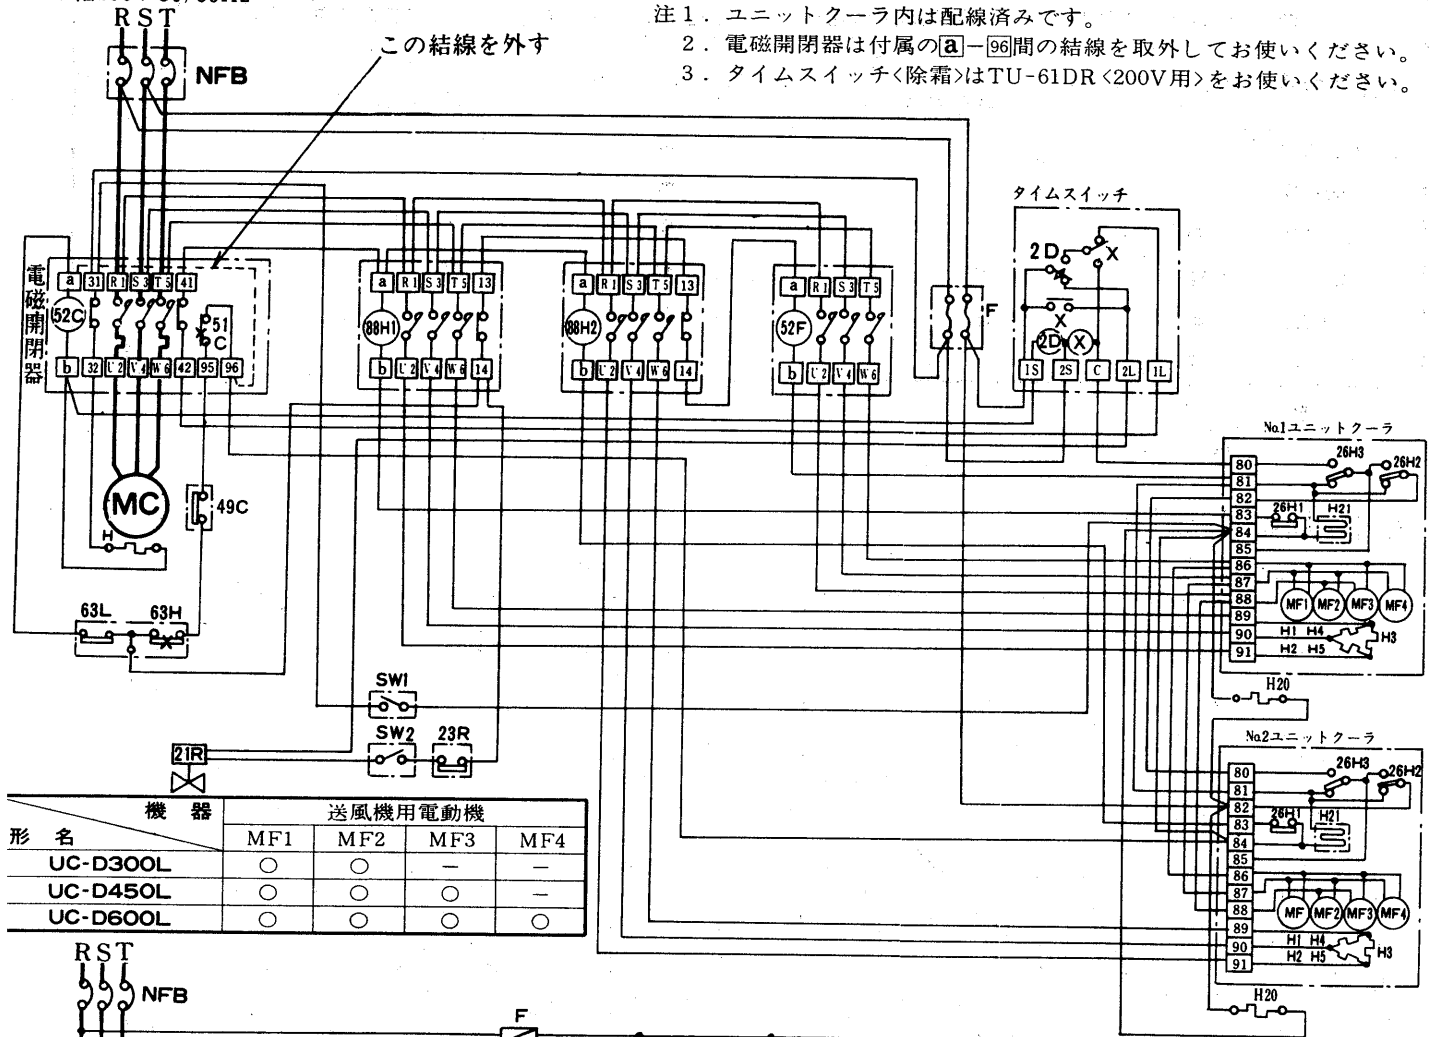 R S T
NFB
この結線を外す
注１．ユニットクーラ内は配線済みです。
２．電磁開閉器は付属のa－96間の結線を取外してお使いください。
３．タイムスイッチ<除霜>はTU-61DR<200V用>をお使いください。
タイムスイッチ
2D
X
X
2D X
1S 2S C 2L 1L
F
電磁開閉器
a 31 R1 S3 T5 41
52C
51C
b 32 U2 V4 W6 42 95 96
a R1 S3 T5 13
88H1
b U2 V4 W6 14
a R1 S3 T5 13
88H2
b U2 V4 W6 14
a R1 S3 T5
52F
b U2 V4 W6
MC
49C
H
63L 63H
SW1
SW2 23R
21R
No.1ユニットクーラ
80
81
82
83
84
85
86
87
88
89
90
91
26H3
26H2
26H1 H21
MF1 MF2 MF3 MF4
H1 H4
H2 H5
H3
H20
No.2ユニットクーラ
80
81
82
83
84
85
86
87
88
89
90
91
26H3
26H2
26H1 H21
MF MF2 MF3 MF4
H1 H4
H2 H5
H3
H20
機器
送風機用電動機
形名
MF1 MF2 MF3 MF4
UC-D300L ○ ○ － －
UC-D450L ○ ○ ○ －
UC-D600L ○ ○ ○ ○
R S T
NFB
F